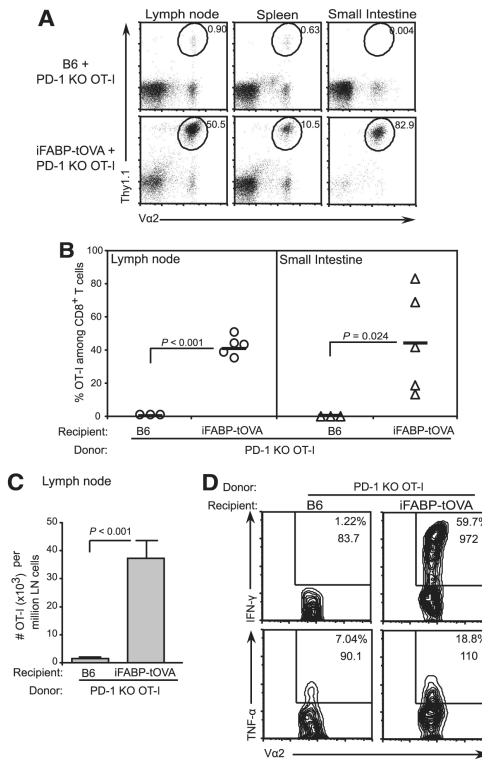 A
Lymph node
Spleen
Small Intestine
B6 +
PD-1 KO OT-I
0.90
0.63
0.004
iFABP-tOVA +
PD-1 KO OT-I
50.5
10.5
82.9
Thy1.1
Vα2
B
Lymph node
Small Intestine
% OT-I among CD8+ T cells
100
80
60
40
20
0
P < 0.001
P = 0.024
Recipient:
B6
iFABP-tOVA
B6
iFABP-tOVA
Donor:
PD-1 KO OT-I
C
Lymph node
# OT-I (x10³) per
million LN cells
50
40
30
20
10
0
P < 0.001
Recipient:
B6
iFABP-tOVA
Donor:
PD-1 KO OT-I
D
Donor:
PD-1 KO OT-I
Recipient:
B6
iFABP-tOVA
IFN-γ
1.22%
83.7
59.7%
972
TNF-α
7.04%
90.1
18.8%
110
Vα2